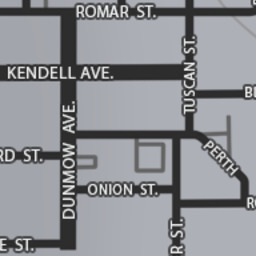 ROMAR ST.
KENDELL AVE.
TUSCAN ST.
DUNMOW AVE.
RD ST.
PERTH
ONION ST.
R ST.
E ST.